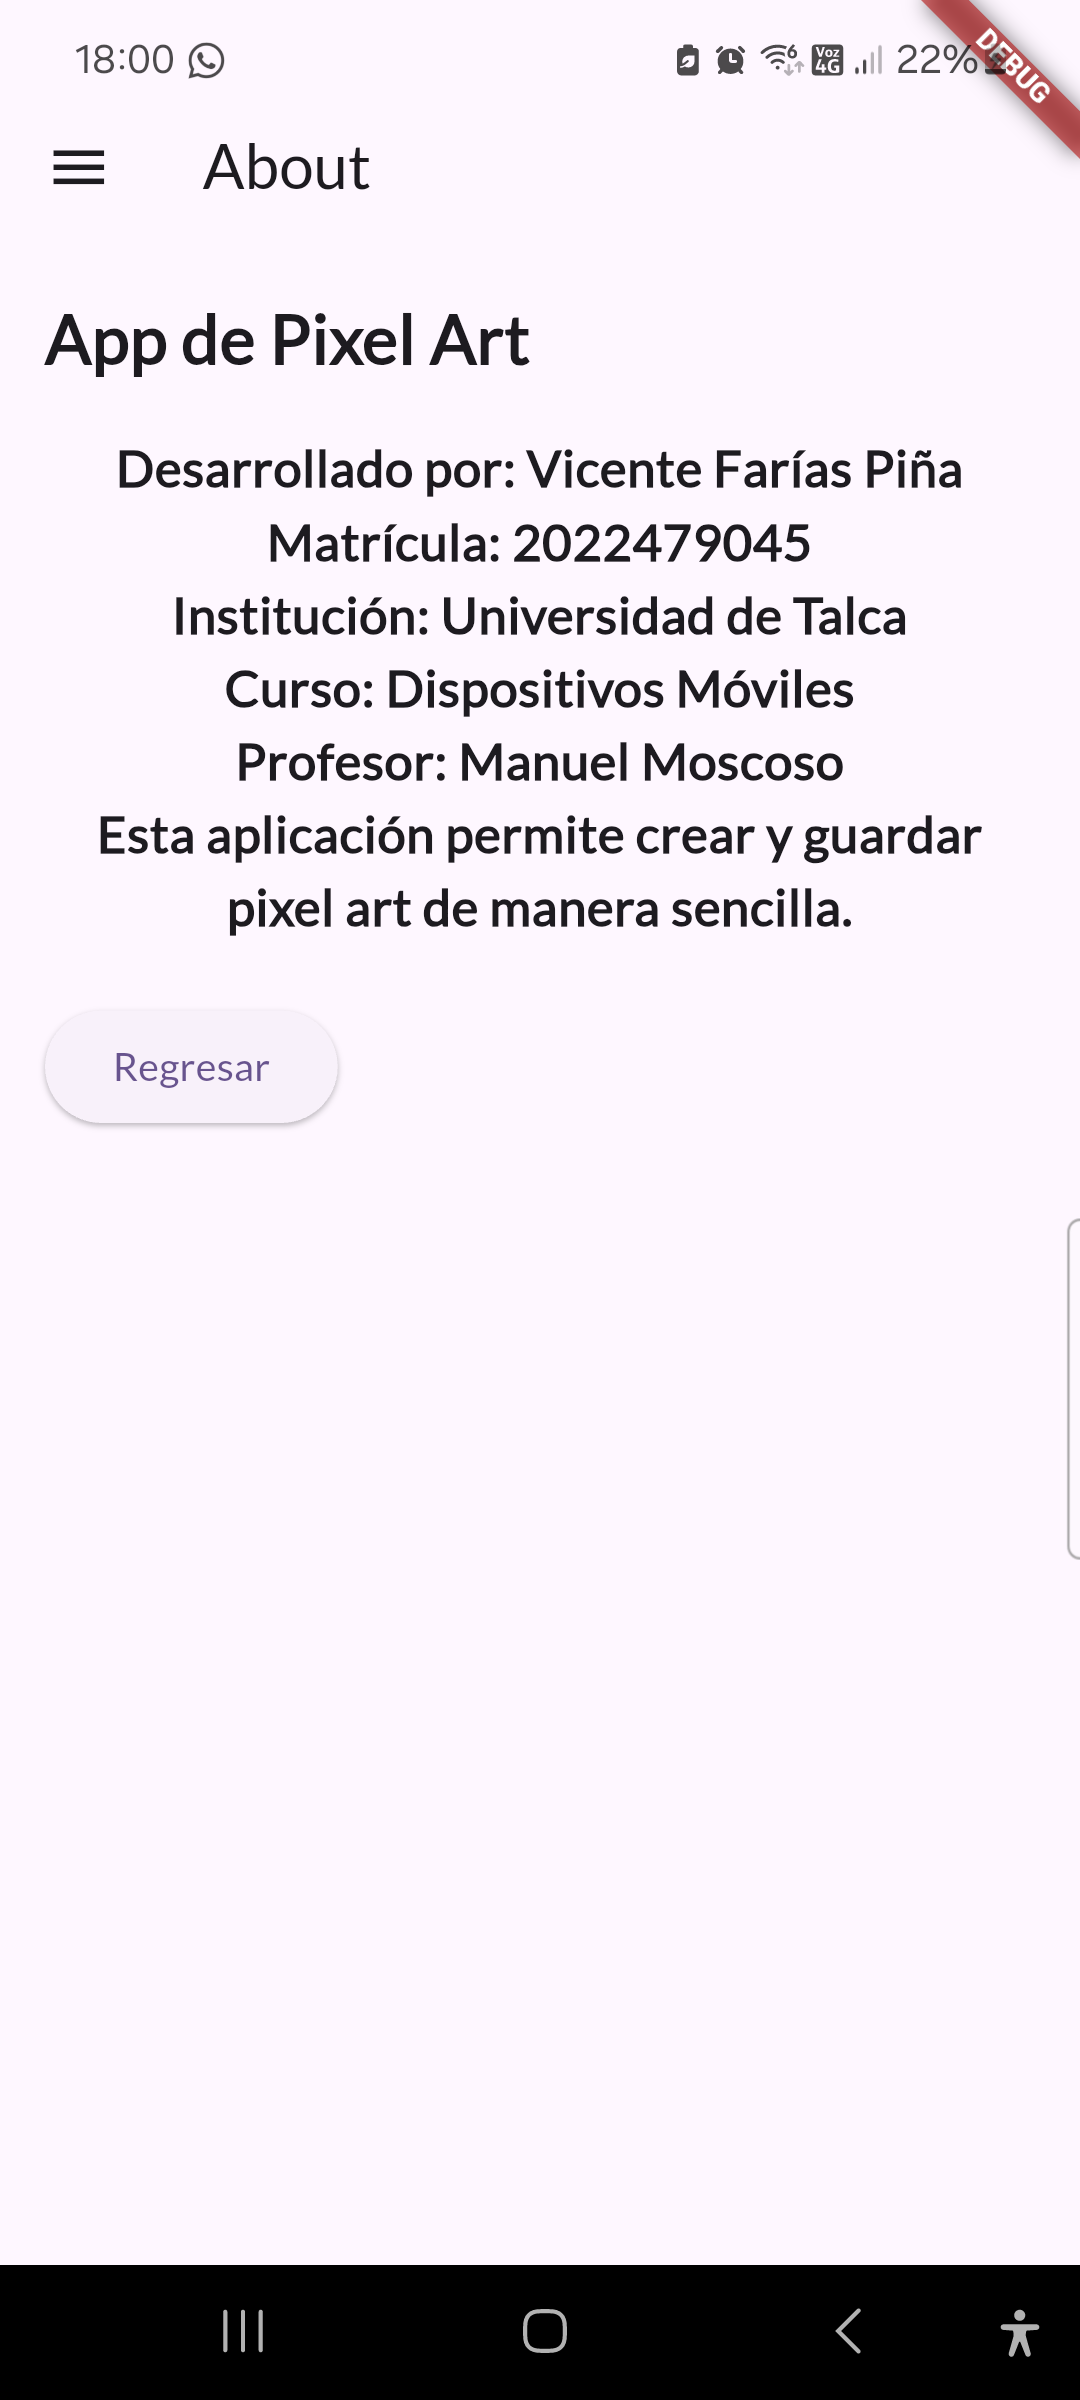 18:00
Voz
4G
6
22%
DEBUG
About
App de Pixel Art
Desarrollado por: Vicente Farías Piña
Matrícula: 2022479045
Institución: Universidad de Talca
Curso: Dispositivos Móviles
Profesor: Manuel Moscoso
Esta aplicación permite crear y guardar
pixel art de manera sencilla.
Regresar